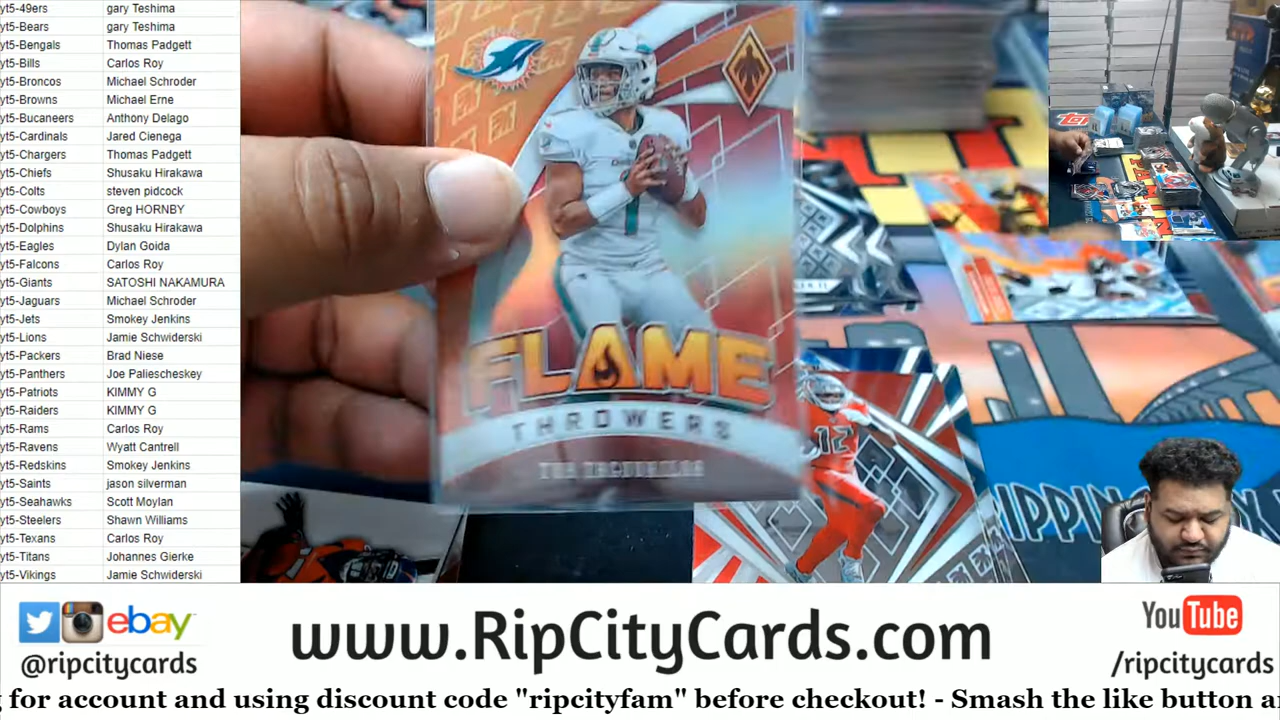 yt5-49ers gary Teshima
yt5-Bears gary Teshima
yt5-Bengals Thomas Padgett
yt5-Bills Carlos Roy
yt5-Broncos Michael Schroder
yt5-Browns Michael Erne
yt5-Bucaneers Anthony Delago
yt5-Cardinals Jared Cienega
yt5-Chargers Thomas Padgett
yt5-Chiefs Shusaku Hirakawa
yt5-Colts steven pidcock
yt5-Cowboys Greg HORNBY
yt5-Dolphins Shusaku Hirakawa
yt5-Eagles Dylan Goida
yt5-Falcons Carlos Roy
yt5-Giants SATOSHI NAKAMURA
yt5-Jaguars Michael Schroder
yt5-Jets Smokey Jenkins
yt5-Lions Jamie Schwiderski
yt5-Packers Brad Niese
yt5-Panthers Joe Paliescheskey
yt5-Patriots KIMMY G
yt5-Raiders KIMMY G
yt5-Rams Carlos Roy
yt5-Ravens Wyatt Cantrell
yt5-Redskins Smokey Jenkins
yt5-Saints jason silverman
yt5-Seahawks Scott Moylan
yt5-Steelers Shawn Williams
yt5-Texans Carlos Roy
yt5-Titans Johannes Gierke
yt5-Vikings Jamie Schwiderski
1
FLAME
THROWERS
12
IPPIN
ebay
@ripcitycards
www.RipCityCards.com
YouTube
/ripcitycards
for account and using discount code "ripcityfam" before checkout! - Smash the like button